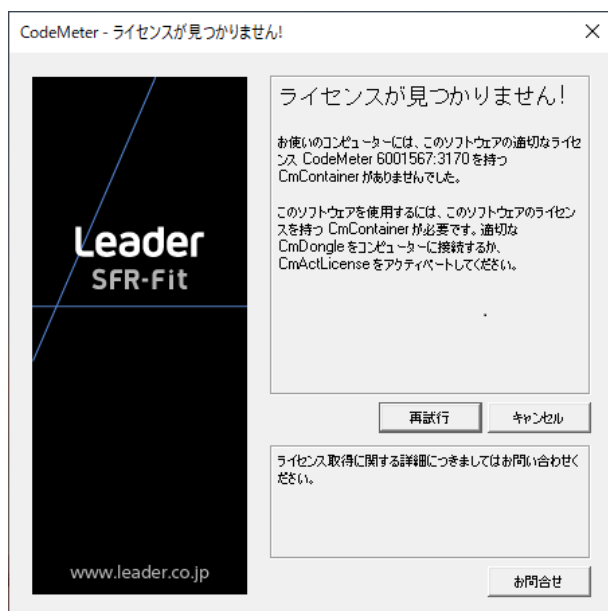 CodeMeter - ライセンスが見つかりません!
Leader
SFR-Fit
www.leader.co.jp
ライセンスが見つかりません!
お使いのコンピューターには、このソフトウェアの適切なライセ
ンス CodeMeter 6001567:3170 を持つ
CmContainer がありませんでした。
このソフトウェアを使用するには、このソフトウェアのライセン
スを持つ CmContainer が必要です。適切な
CmDongle をコンピューターに接続するか、
CmActLicense をアクティベートしてください。
再試行
キャンセル
ライセンス取得に関する詳細につきましてはお問い合わせく
ださい。
お問合せ